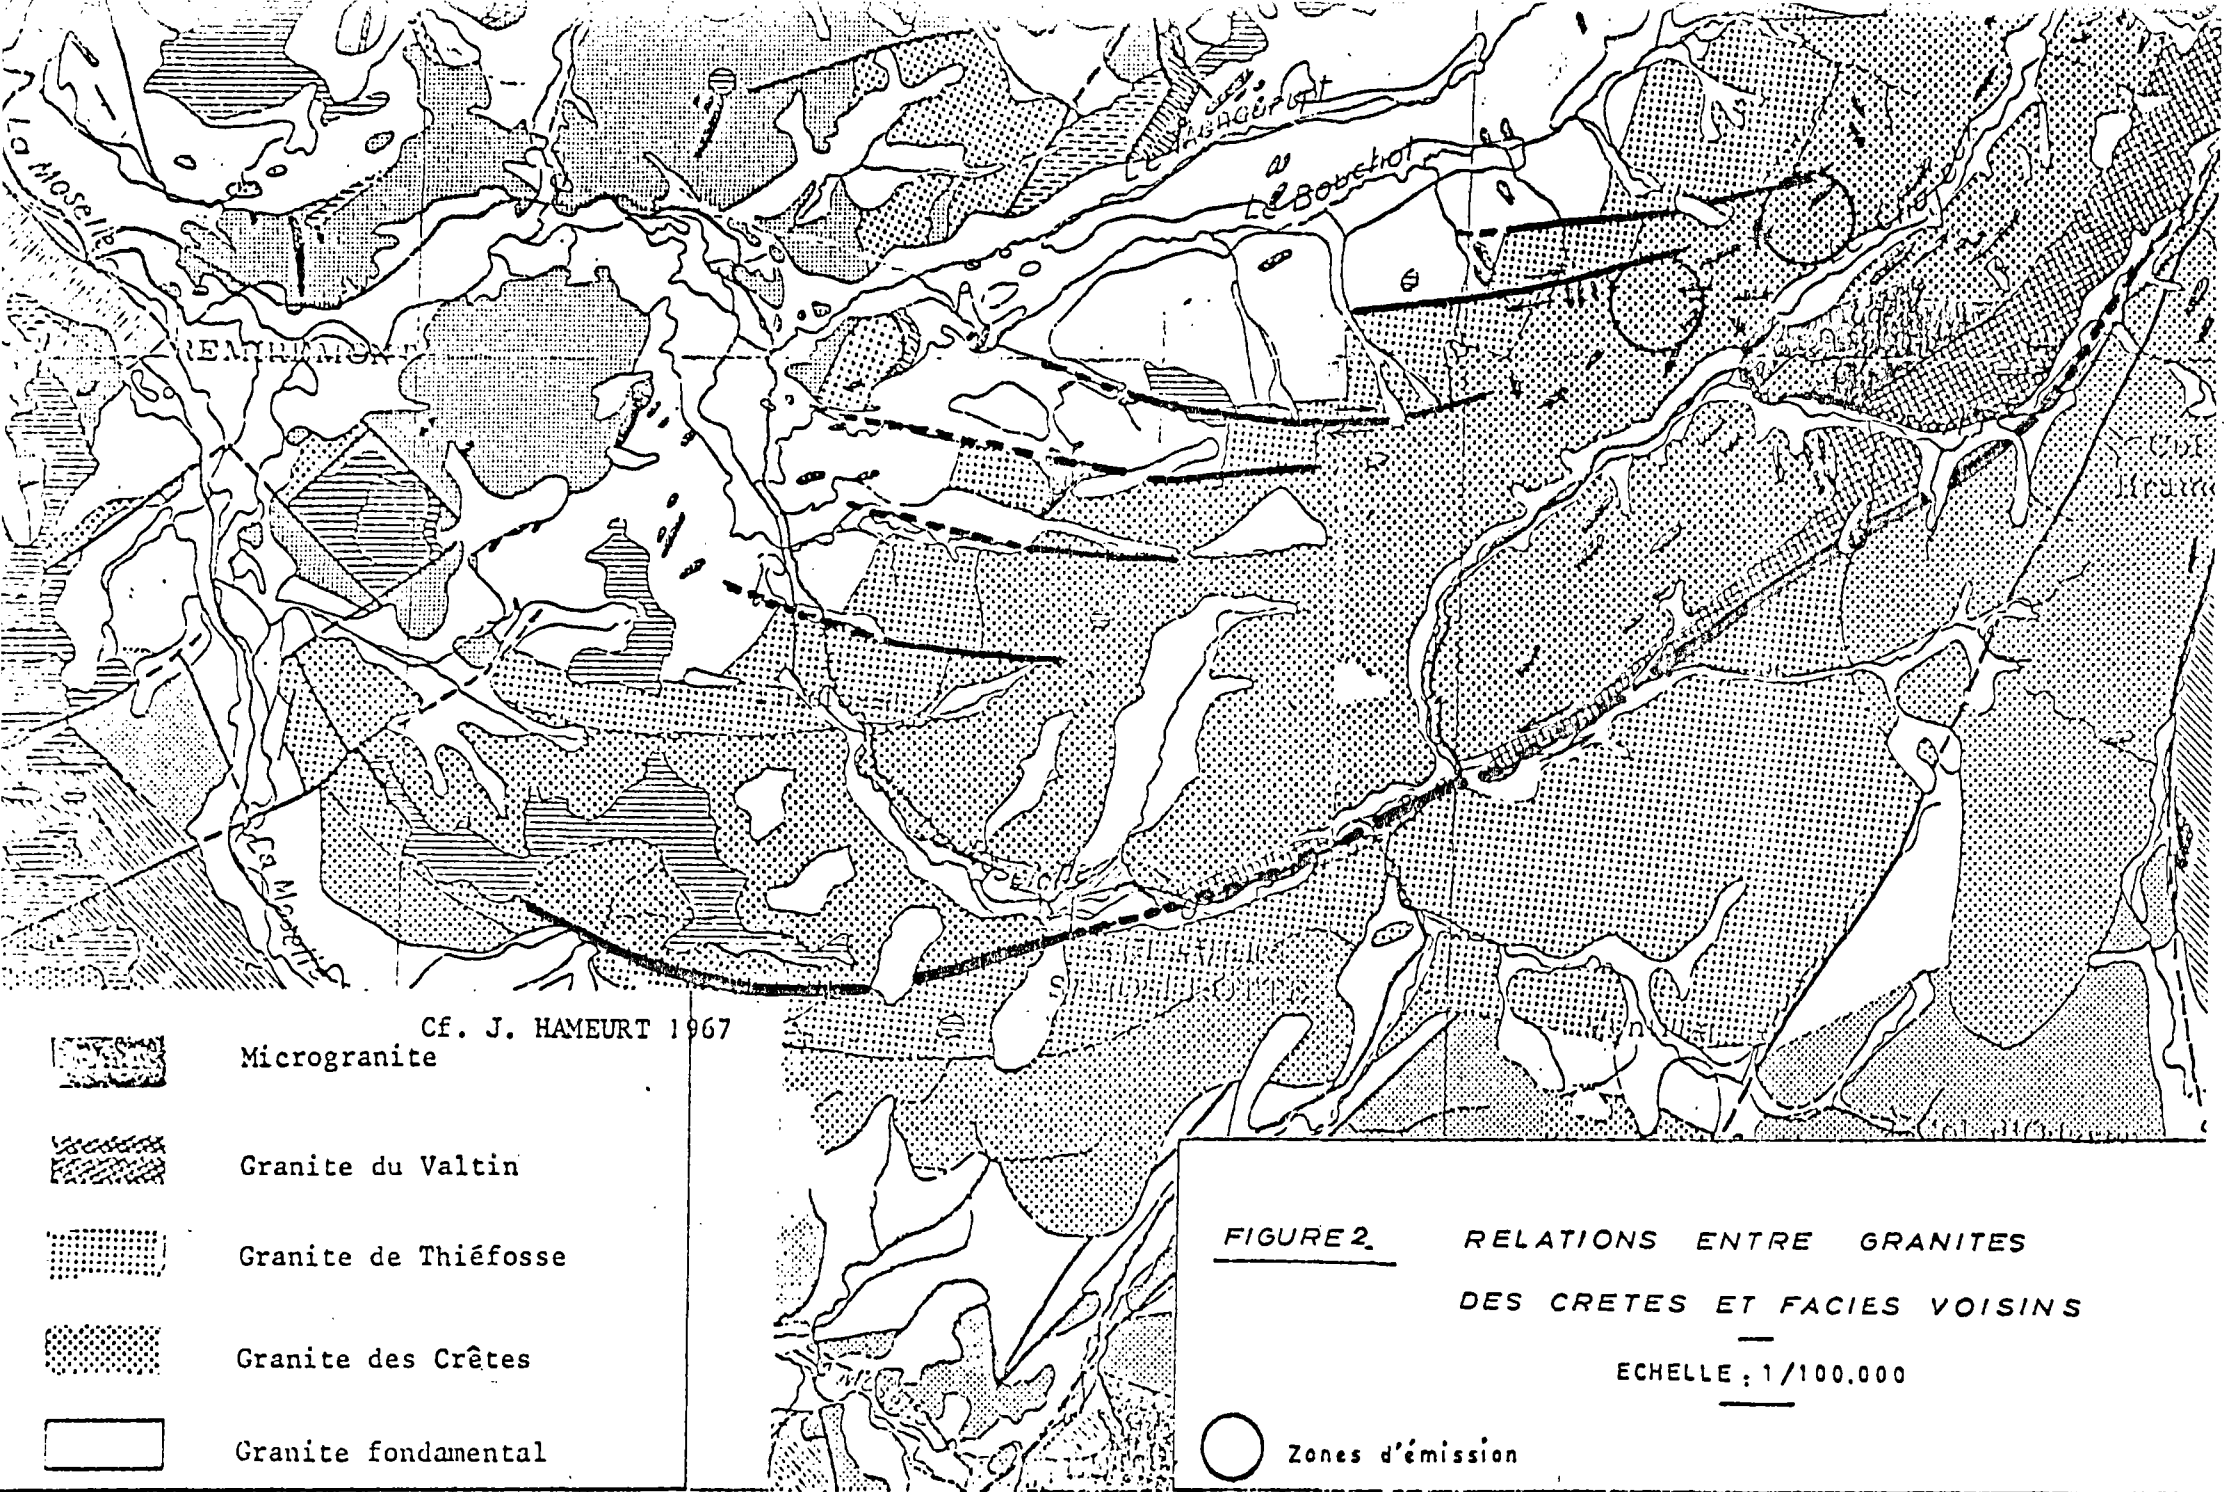 La Moselle
Le Bouchot
REMIREMONT
La Moselle
Cf. J. HAMEURT 1967
Microgranite
Granite du Valtin
Granite de Thiéfosse
Granite des Crêtes
Granite fondamental
FIGURE 2. RELATIONS ENTRE GRANITES
DES CRETES ET FACIES VOISINS
ECHELLE : 1/100.000
Zones d'émission